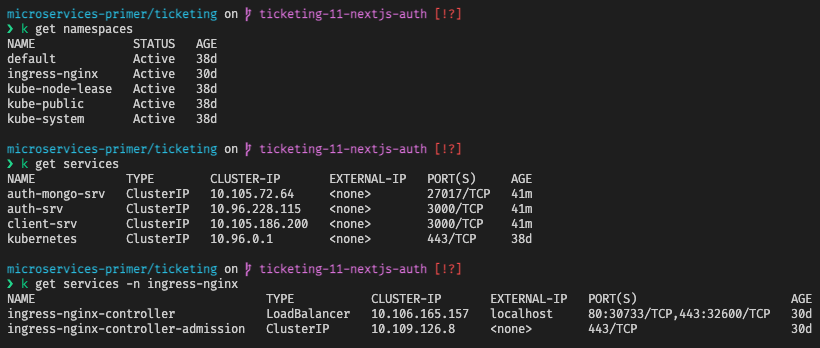 microservices-primer/ticketing on ticketing-11-nextjs-auth [!?]
❯ k get namespaces
NAME STATUS AGE
default Active 38d
ingress-nginx Active 30d
kube-node-lease Active 38d
kube-public Active 38d
kube-system Active 38d
microservices-primer/ticketing on ticketing-11-nextjs-auth [!?]
❯ k get services
NAME TYPE CLUSTER-IP EXTERNAL-IP PORT(S) AGE
auth-mongo-srv ClusterIP 10.105.72.64 <none> 27017/TCP 41m
auth-srv ClusterIP 10.96.228.115 <none> 3000/TCP 41m
client-srv ClusterIP 10.105.186.200 <none> 3000/TCP 41m
kubernetes ClusterIP 10.96.0.1 <none> 443/TCP 38d
microservices-primer/ticketing on ticketing-11-nextjs-auth [!?]
❯ k get services -n ingress-nginx
NAME TYPE CLUSTER-IP EXTERNAL-IP PORT(S) AGE
ingress-nginx-controller LoadBalancer 10.106.165.157 localhost 80:30733/TCP,443:32600/TCP 30d
ingress-nginx-controller-admission ClusterIP 10.109.126.8 <none> 443/TCP 30d